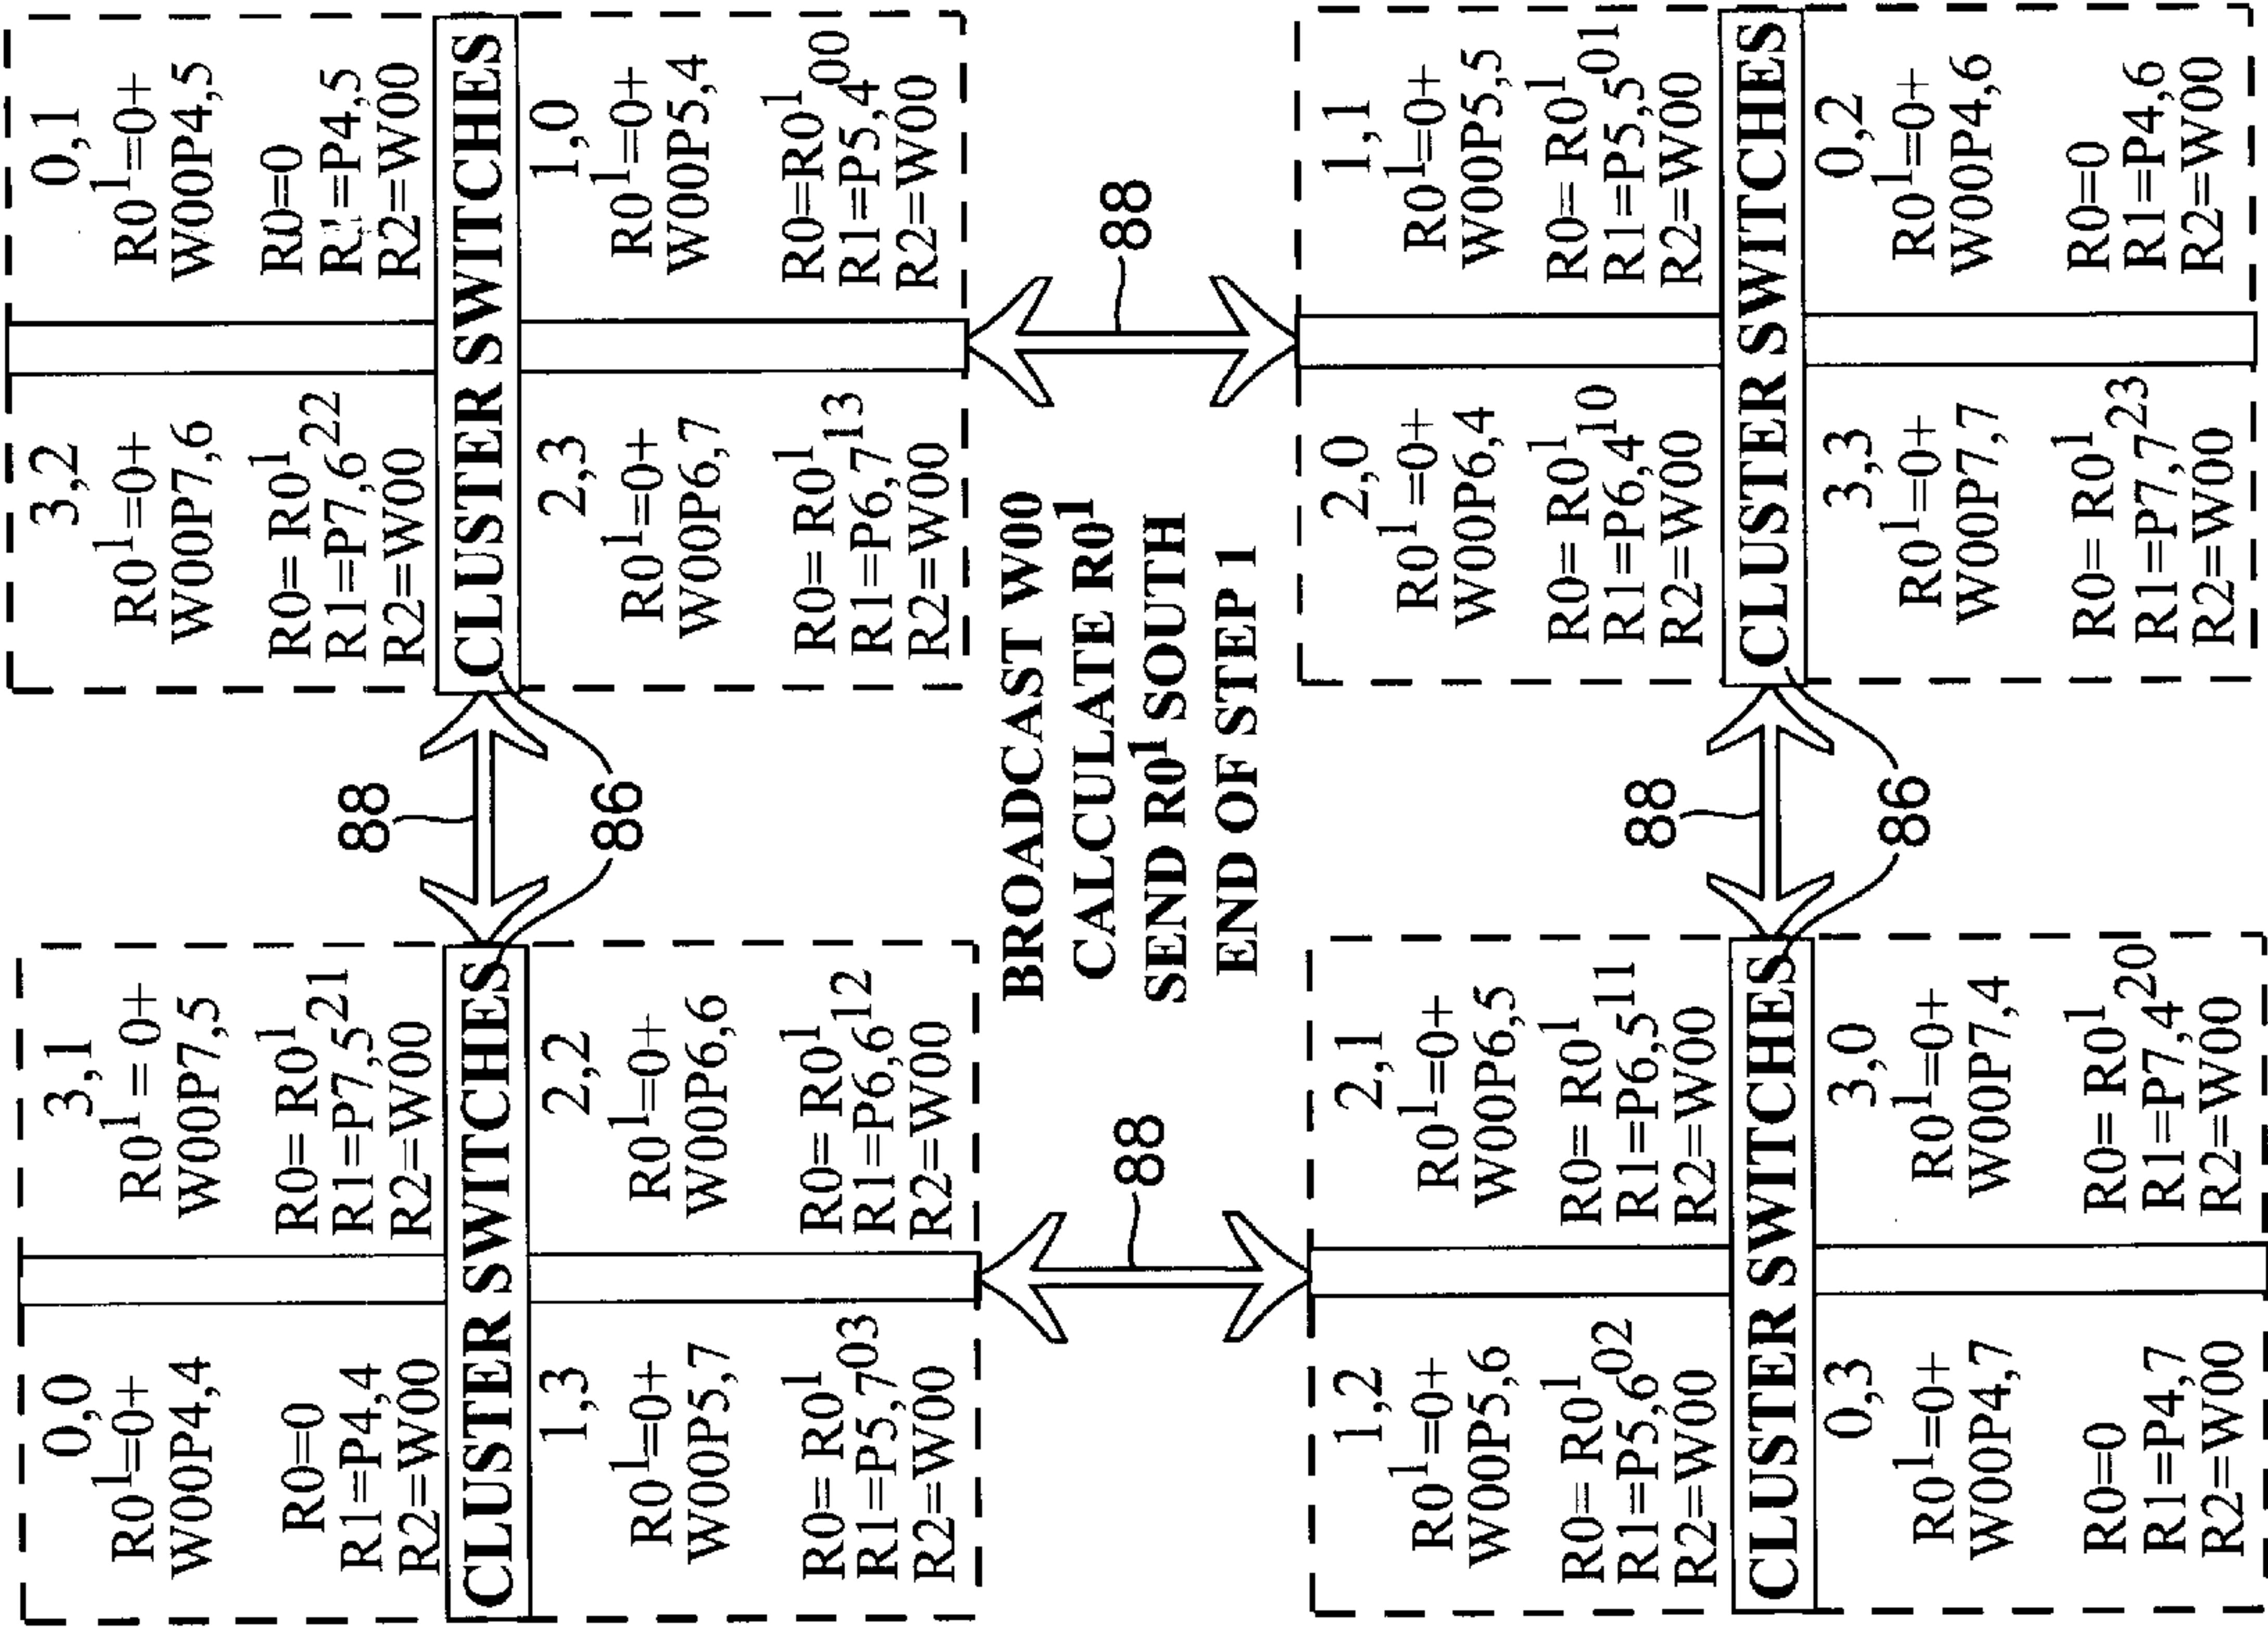 0,0
R0¹=0+
W00P4,4
R0=0
R1=P4,4
R2=W00
3,1
R0¹=0+
W00P7,5
R0=R0¹
R1=P7,5²¹
R2=W00
CLUSTER SWITCHES
1,3
R0¹=0+
W00P5,7
R0=R0¹
R1=P5,7⁰³
R2=W00
2,2
R0¹=0+
W00P6,6
R0=R0¹
R1=P6,6¹²
R2=W00
88
86
3,2
R0¹=0+
W00P7,6
R0=R0¹
R1=P7,6²²
R2=W00
0,1
R0¹=0+
W00P4,5
R0=0
R1=P4,5
R2=W00
CLUSTER SWITCHES
2,3
R0¹=0+
W00P6,7
R0=R0¹
R1=P6,7¹³
R2=W00
1,0
R0¹=0+
W00P5,4
R0=R0¹
R1=P5,4⁰⁰
R2=W00
88
BROADCAST W00
CALCULATE R0¹
SEND R0¹ SOUTH
END OF STEP 1
88
1,2
R0¹=0+
W00P5,6
R0=R0¹
R1=P5,6⁰²
R2=W00
2,1
R0¹=0+
W00P6,5
R0=R0¹
R1=P6,5¹¹
R2=W00
CLUSTER SWITCHES
0,3
R0¹=0+
W00P4,7
R0=0
R1=P4,7
R2=W00
3,0
R0¹=0+
W00P7,4
R0=R0¹
R1=P7,4²⁰
R2=W00
88
86
2,0
R0¹=0+
W00P6,4
R0=R0¹
R1=P6,4¹⁰
R2=W00
1,1
R0¹=0+
W00P5,5
R0=R0¹
R1=P5,5⁰¹
R2=W00
CLUSTER SWITCHES
3,3
R0¹=0+
W00P7,7
R0=R0¹
R1=P7,7²³
R2=W00
0,2
R0¹=0+
W00P4,6
R0=0
R1=P4,6
R2=W00